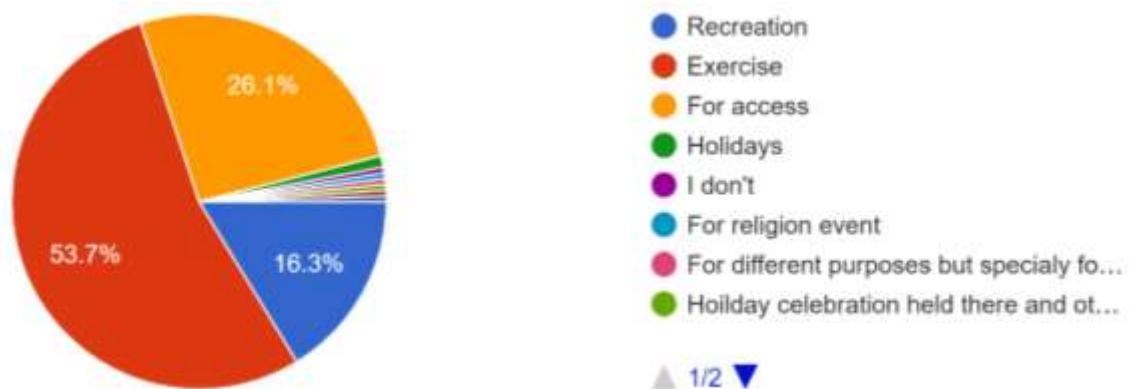 26.1%
53.7%
16.3%
Recreation
Exercise
For access
Holidays
I don't
For religion event
For different purposes but specialy fo...
Hoilday celebration held there and ot...
1/2